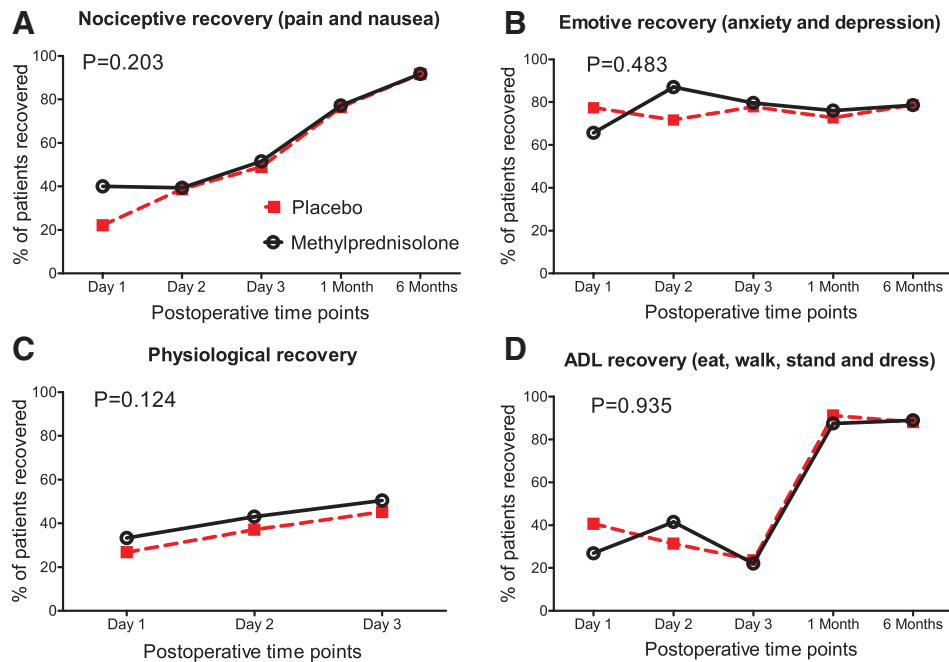 A
Nociceptive recovery (pain and nausea)
P=0.203
% of patients recovered
100
80
60
40
20
0
Placebo
Methylprednisolone
Day 1
Day 2
Day 3
1 Month
6 Months
Postoperative time points
B
Emotive recovery (anxiety and depression)
P=0.483
% of patients recovered
100
80
60
40
20
0
Day 1
Day 2
Day 3
1 Month
6 Months
Postoperative time points
C
Physiological recovery
P=0.124
% of patients recovered
100
80
60
40
20
0
Day 1
Day 2
Day 3
Postoperative time points
D
ADL recovery (eat, walk, stand and dress)
P=0.935
% of patients recovered
100
80
60
40
20
0
Day 1
Day 2
Day 3
1 Month
6 Months
Postoperative time points